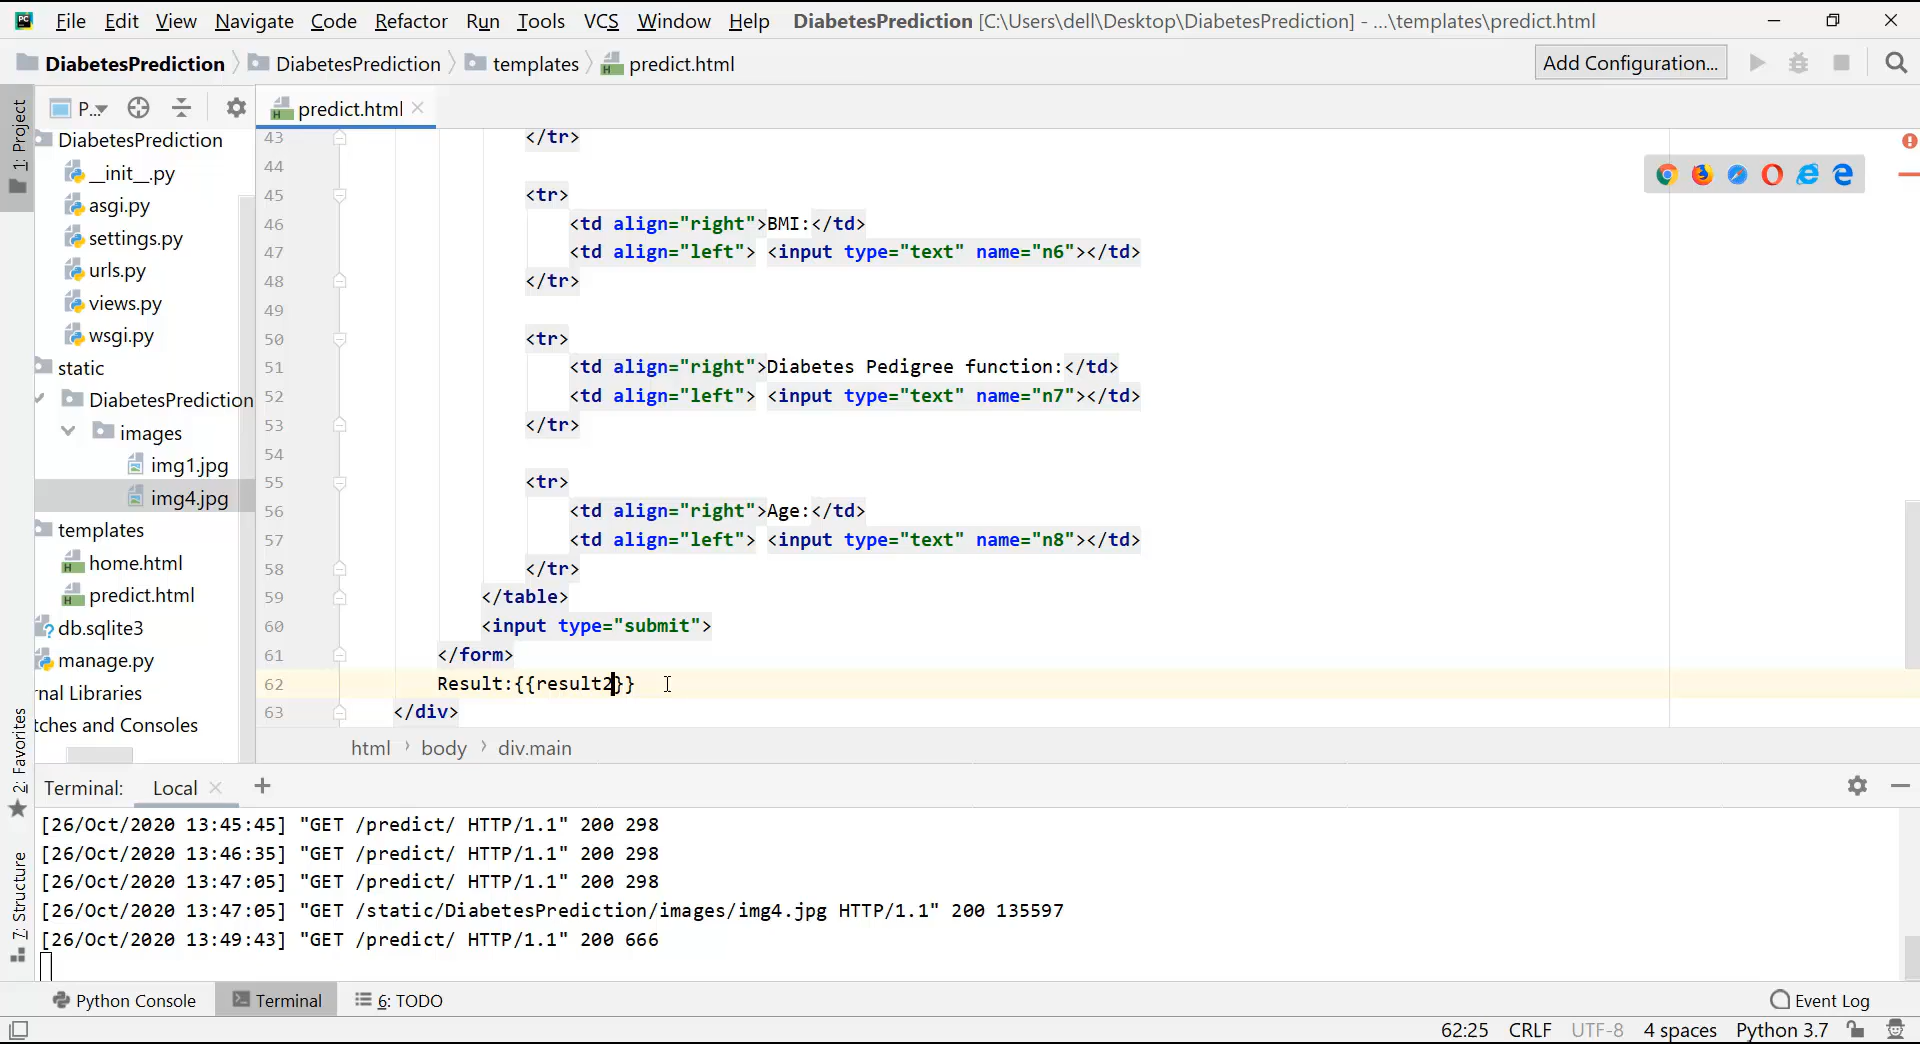 File Edit View Navigate Code Refactor Run Tools VCS Window Help DiabetesPrediction [C:\Users\dell\Desktop\DiabetesPrediction] - ...\templates\predict.html
DiabetesPrediction DiabetesPrediction templates predict.html Add Configuration...
1: Project
P...
predict.html
DiabetesPrediction
__init__.py
asgi.py
settings.py
urls.py
views.py
wsgi.py
static
DiabetesPrediction
images
img1.jpg
img4.jpg
templates
home.html
predict.html
db.sqlite3
manage.py
rnal Libraries
tches and Consoles
43 </tr>
44
45 <tr>
46 <td align="right">BMI:</td>
47 <td align="left"> <input type="text" name="n6"></td>
48 </tr>
49
50 <tr>
51 <td align="right">Diabetes Pedigree function:</td>
52 <td align="left"> <input type="text" name="n7"></td>
53 </tr>
54
55 <tr>
56 <td align="right">Age:</td>
57 <td align="left"> <input type="text" name="n8"></td>
58 </tr>
59 </table>
60 <input type="submit">
61 </form>
62 Result:{{result2}}
63 </div>
html › body › div.main
2: Favorites
7: Structure
Terminal: Local
[26/Oct/2020 13:45:45] "GET /predict/ HTTP/1.1" 200 298
[26/Oct/2020 13:46:35] "GET /predict/ HTTP/1.1" 200 298
[26/Oct/2020 13:47:05] "GET /predict/ HTTP/1.1" 200 298
[26/Oct/2020 13:47:05] "GET /static/DiabetesPrediction/images/img4.jpg HTTP/1.1" 200 135597
[26/Oct/2020 13:49:43] "GET /predict/ HTTP/1.1" 200 666
Python Console Terminal 6: TODO Event Log
62:25 CRLF UTF-8 4 spaces Python 3.7